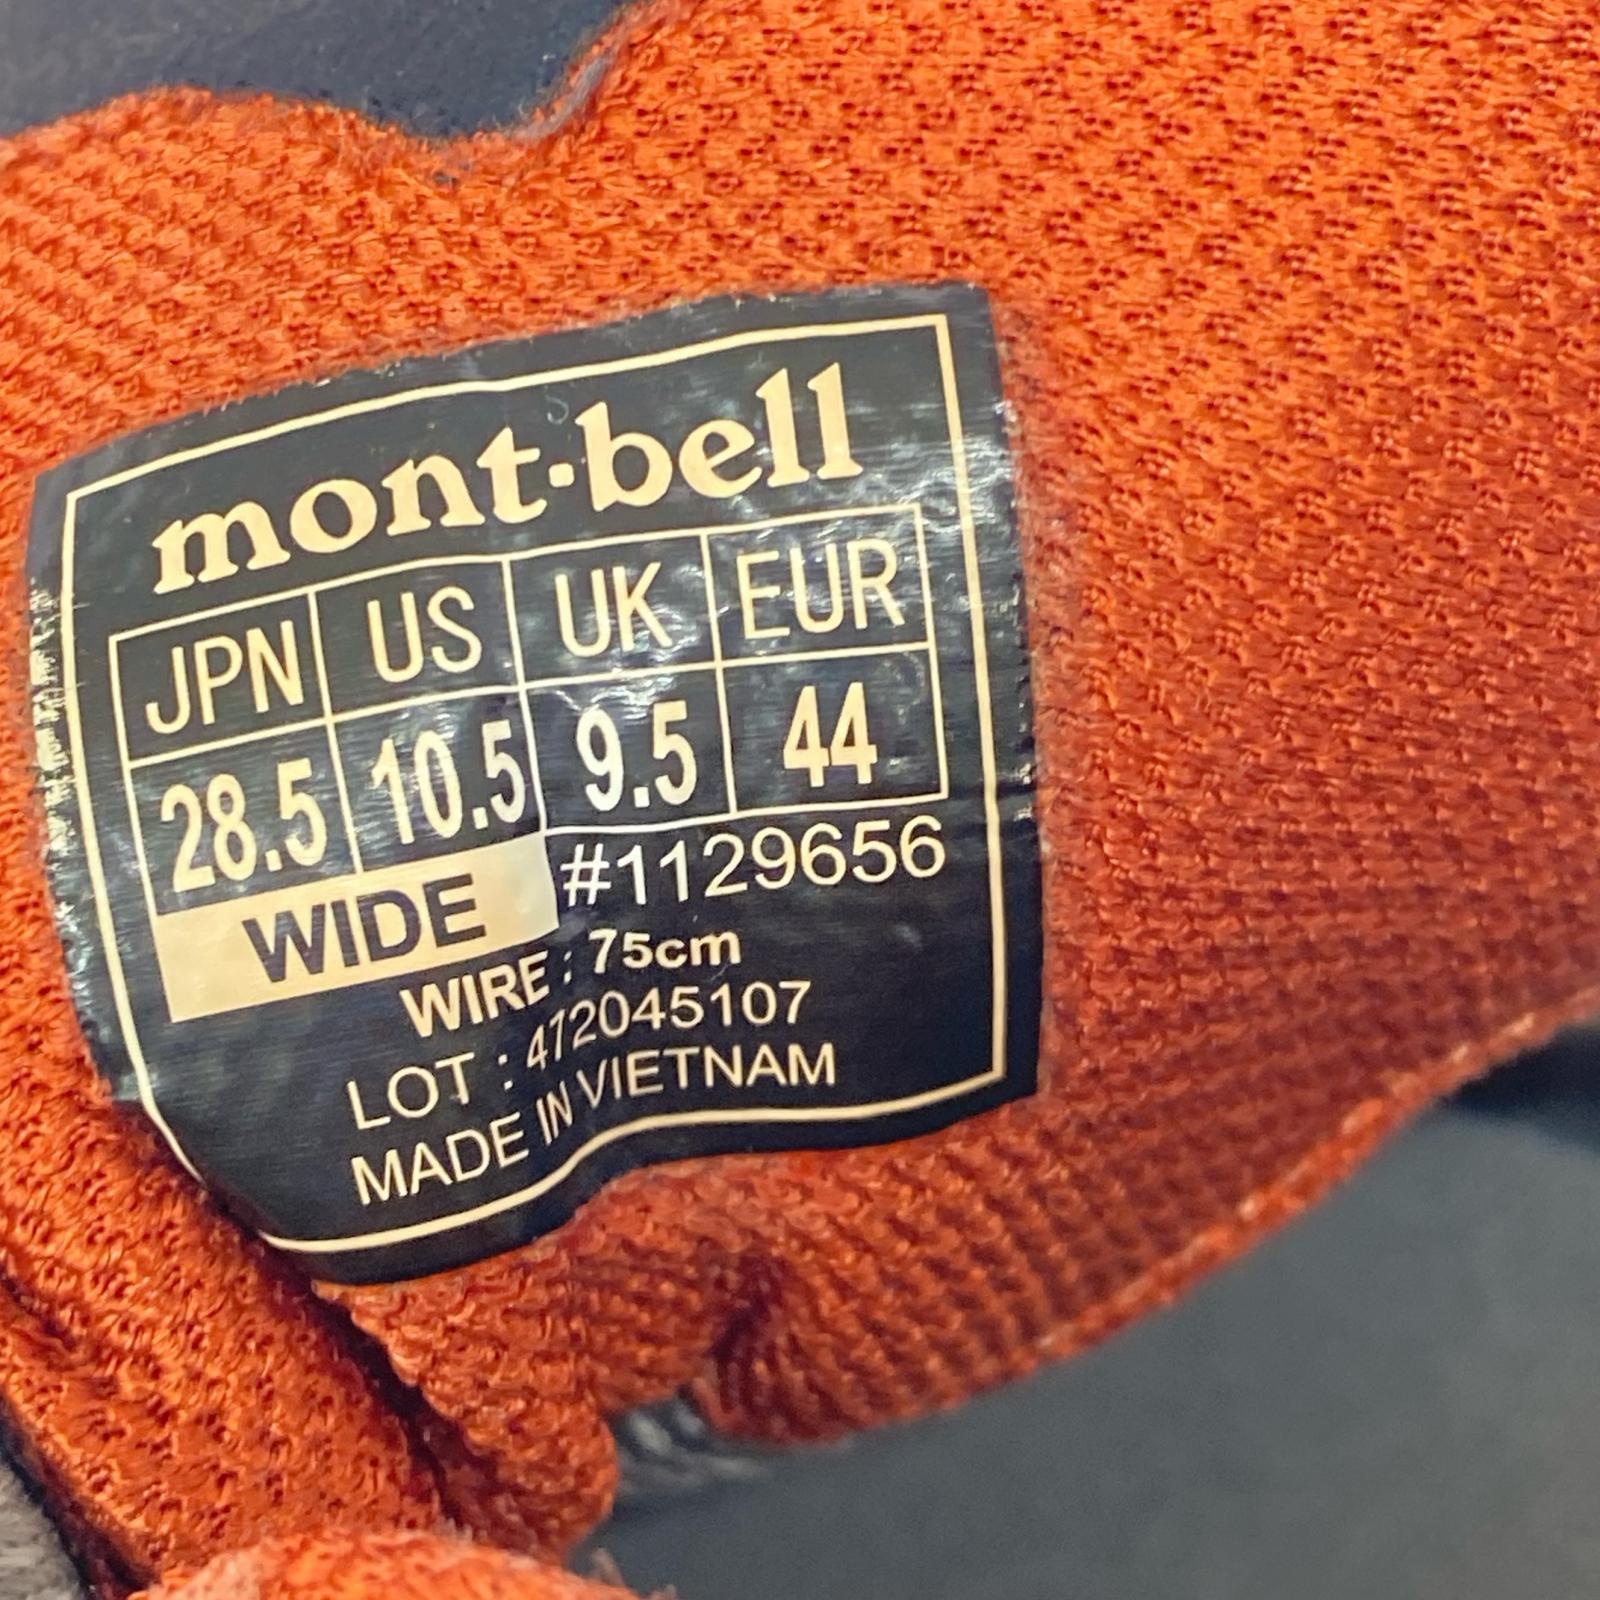 mont-bell
JPN US UK EUR
28.5 10.5 9.5 44
WIDE #1129656
WIRE : 75cm
LOT : 472045107
MADE IN VIETNAM